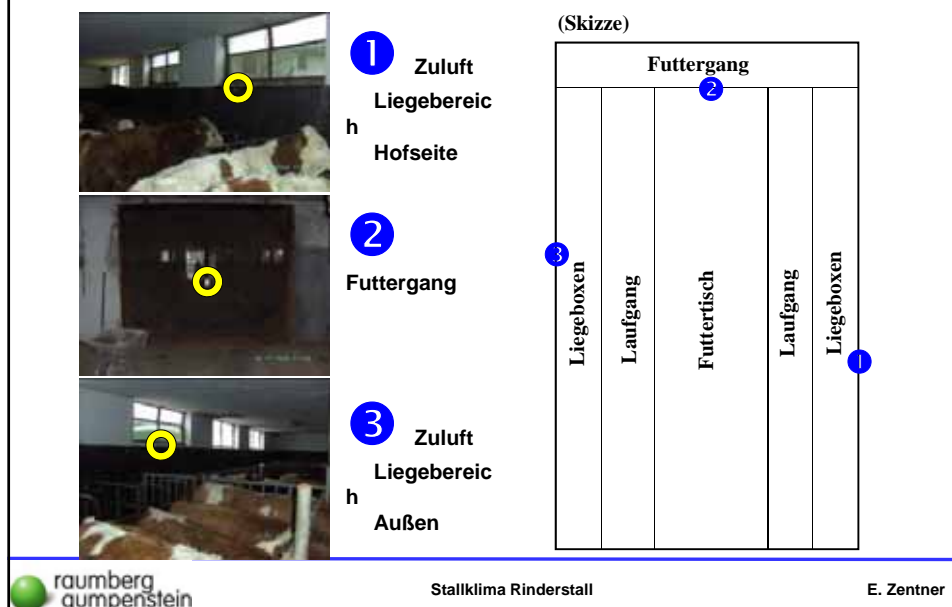 (Skizze)
1 Zuluft
Liegebereic
h
Hofseite
2
Futtergang
3 Zuluft
Liegebereic
h
Außen
Futtergang
2
3
1
Liegeboxen
Laufgang
Futtertisch
Laufgang
Liegeboxen
raumberg
gumpenstein
Stallklima Rinderstall
E. Zentner